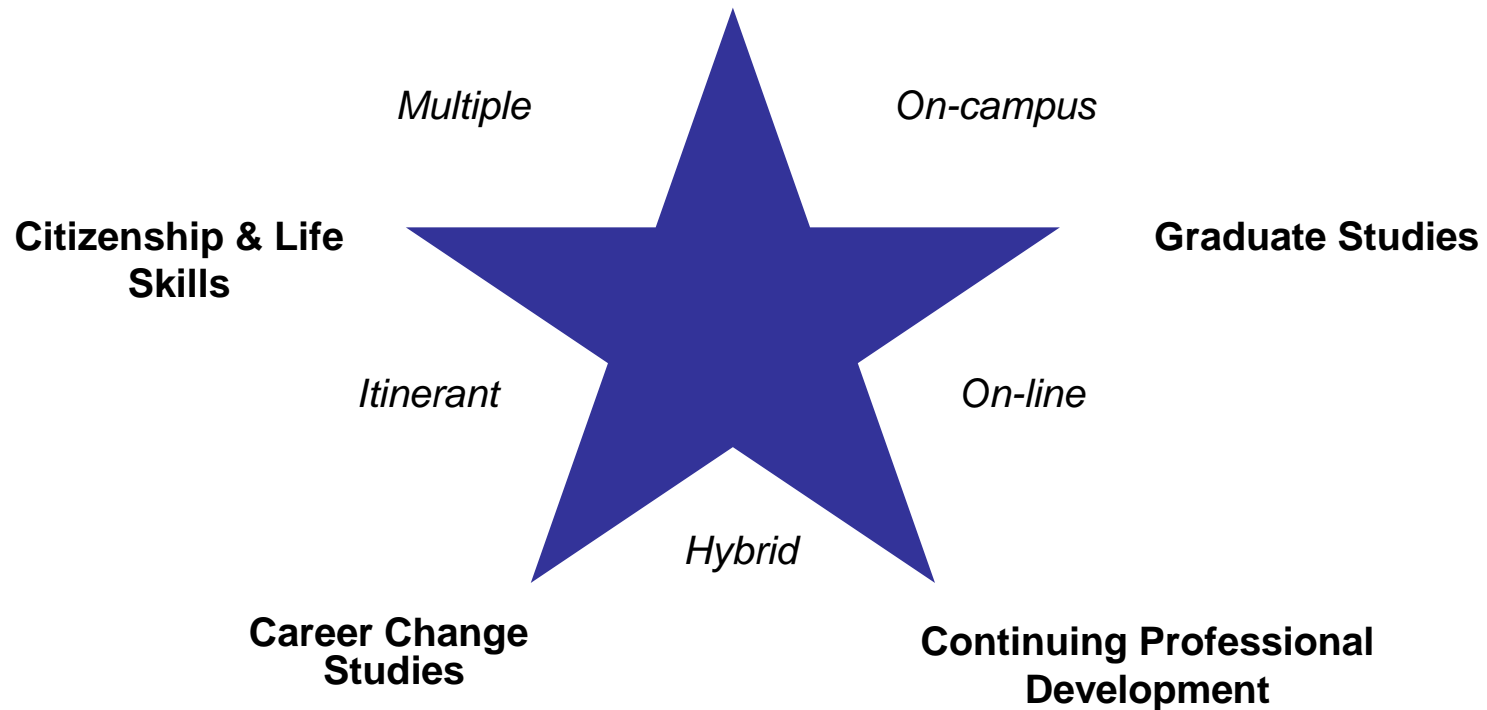 Multiple
On-campus
Citizenship & Life
Skills
Graduate Studies
Itinerant
On-line
Hybrid
Career Change
Studies
Continuing Professional
Development